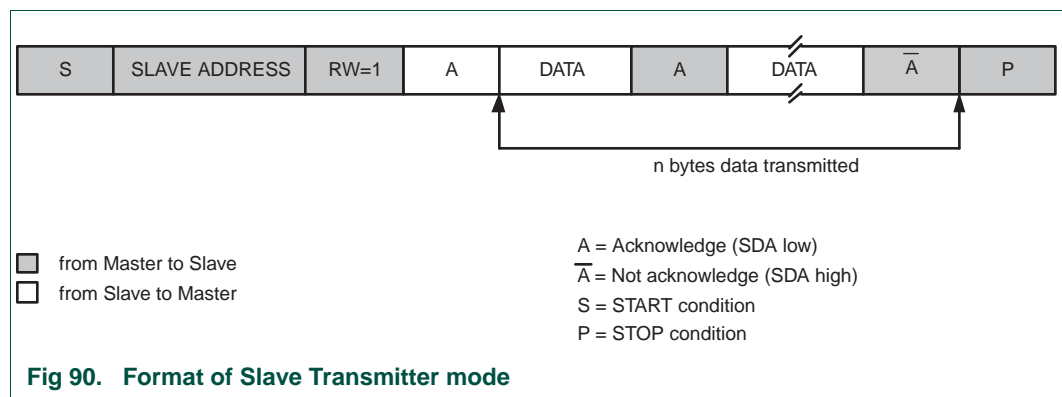 S SLAVE ADDRESS RW=1 A DATA A DATA A̅ P
n bytes data transmitted
from Master to Slave
from Slave to Master
A = Acknowledge (SDA low)
A̅ = Not acknowledge (SDA high)
S = START condition
P = STOP condition
Fig 90. Format of Slave Transmitter mode